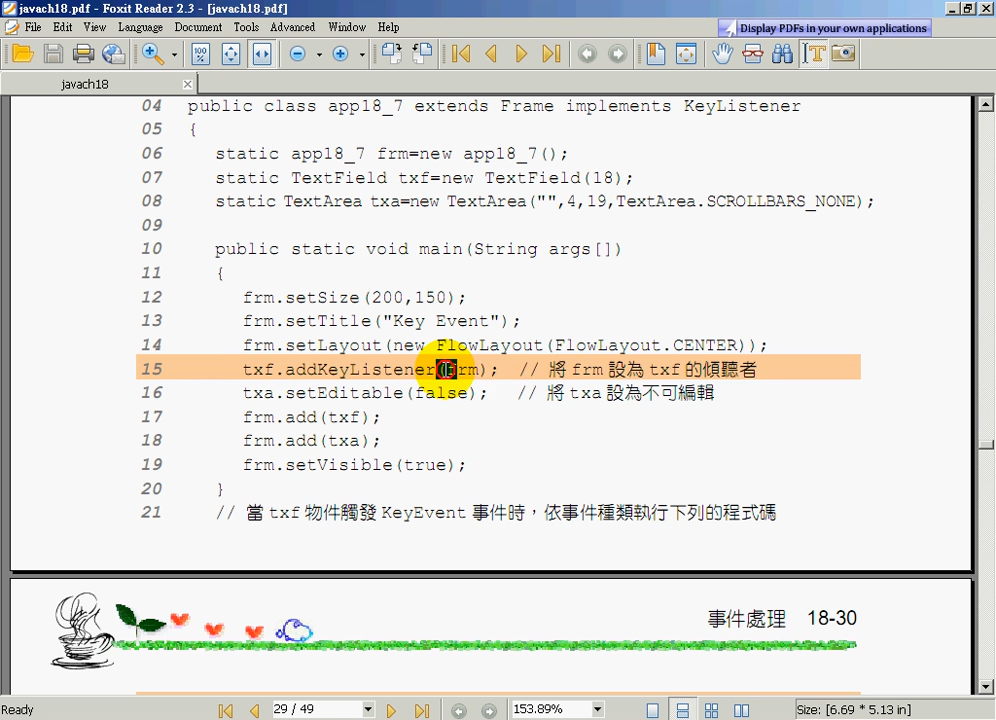 javach18.pdf - Foxit Reader 2.3 - [javach18.pdf]
File Edit View Language Document Tools Advanced Window Help
Display PDFs in your own applications
100 %
javach18
04 public class app18_7 extends Frame implements KeyListener
05 {
06 static app18_7 frm=new app18_7();
07 static TextField txf=new TextField(18);
08 static TextArea txa=new TextArea("",4,19,TextArea.SCROLLBARS_NONE);
09
10 public static void main(String args[])
11 {
12 frm.setSize(200,150);
13 frm.setTitle("Key Event");
14 frm.setLayout(new FlowLayout(FlowLayout.CENTER));
15 txf.addKeyListener(frm); // 將 frm 設為 txf 的傾聽者
16 txa.setEditable(false); // 將 txa 設為不可編輯
17 frm.add(txf);
18 frm.add(txa);
19 frm.setVisible(true);
20 }
21 // 當 txf 物件觸發 KeyEvent 事件時，依事件種類執行下列的程式碼
事件處理 18-30
Ready 29 / 49 153.89% Size: [6.69 * 5.13 in]